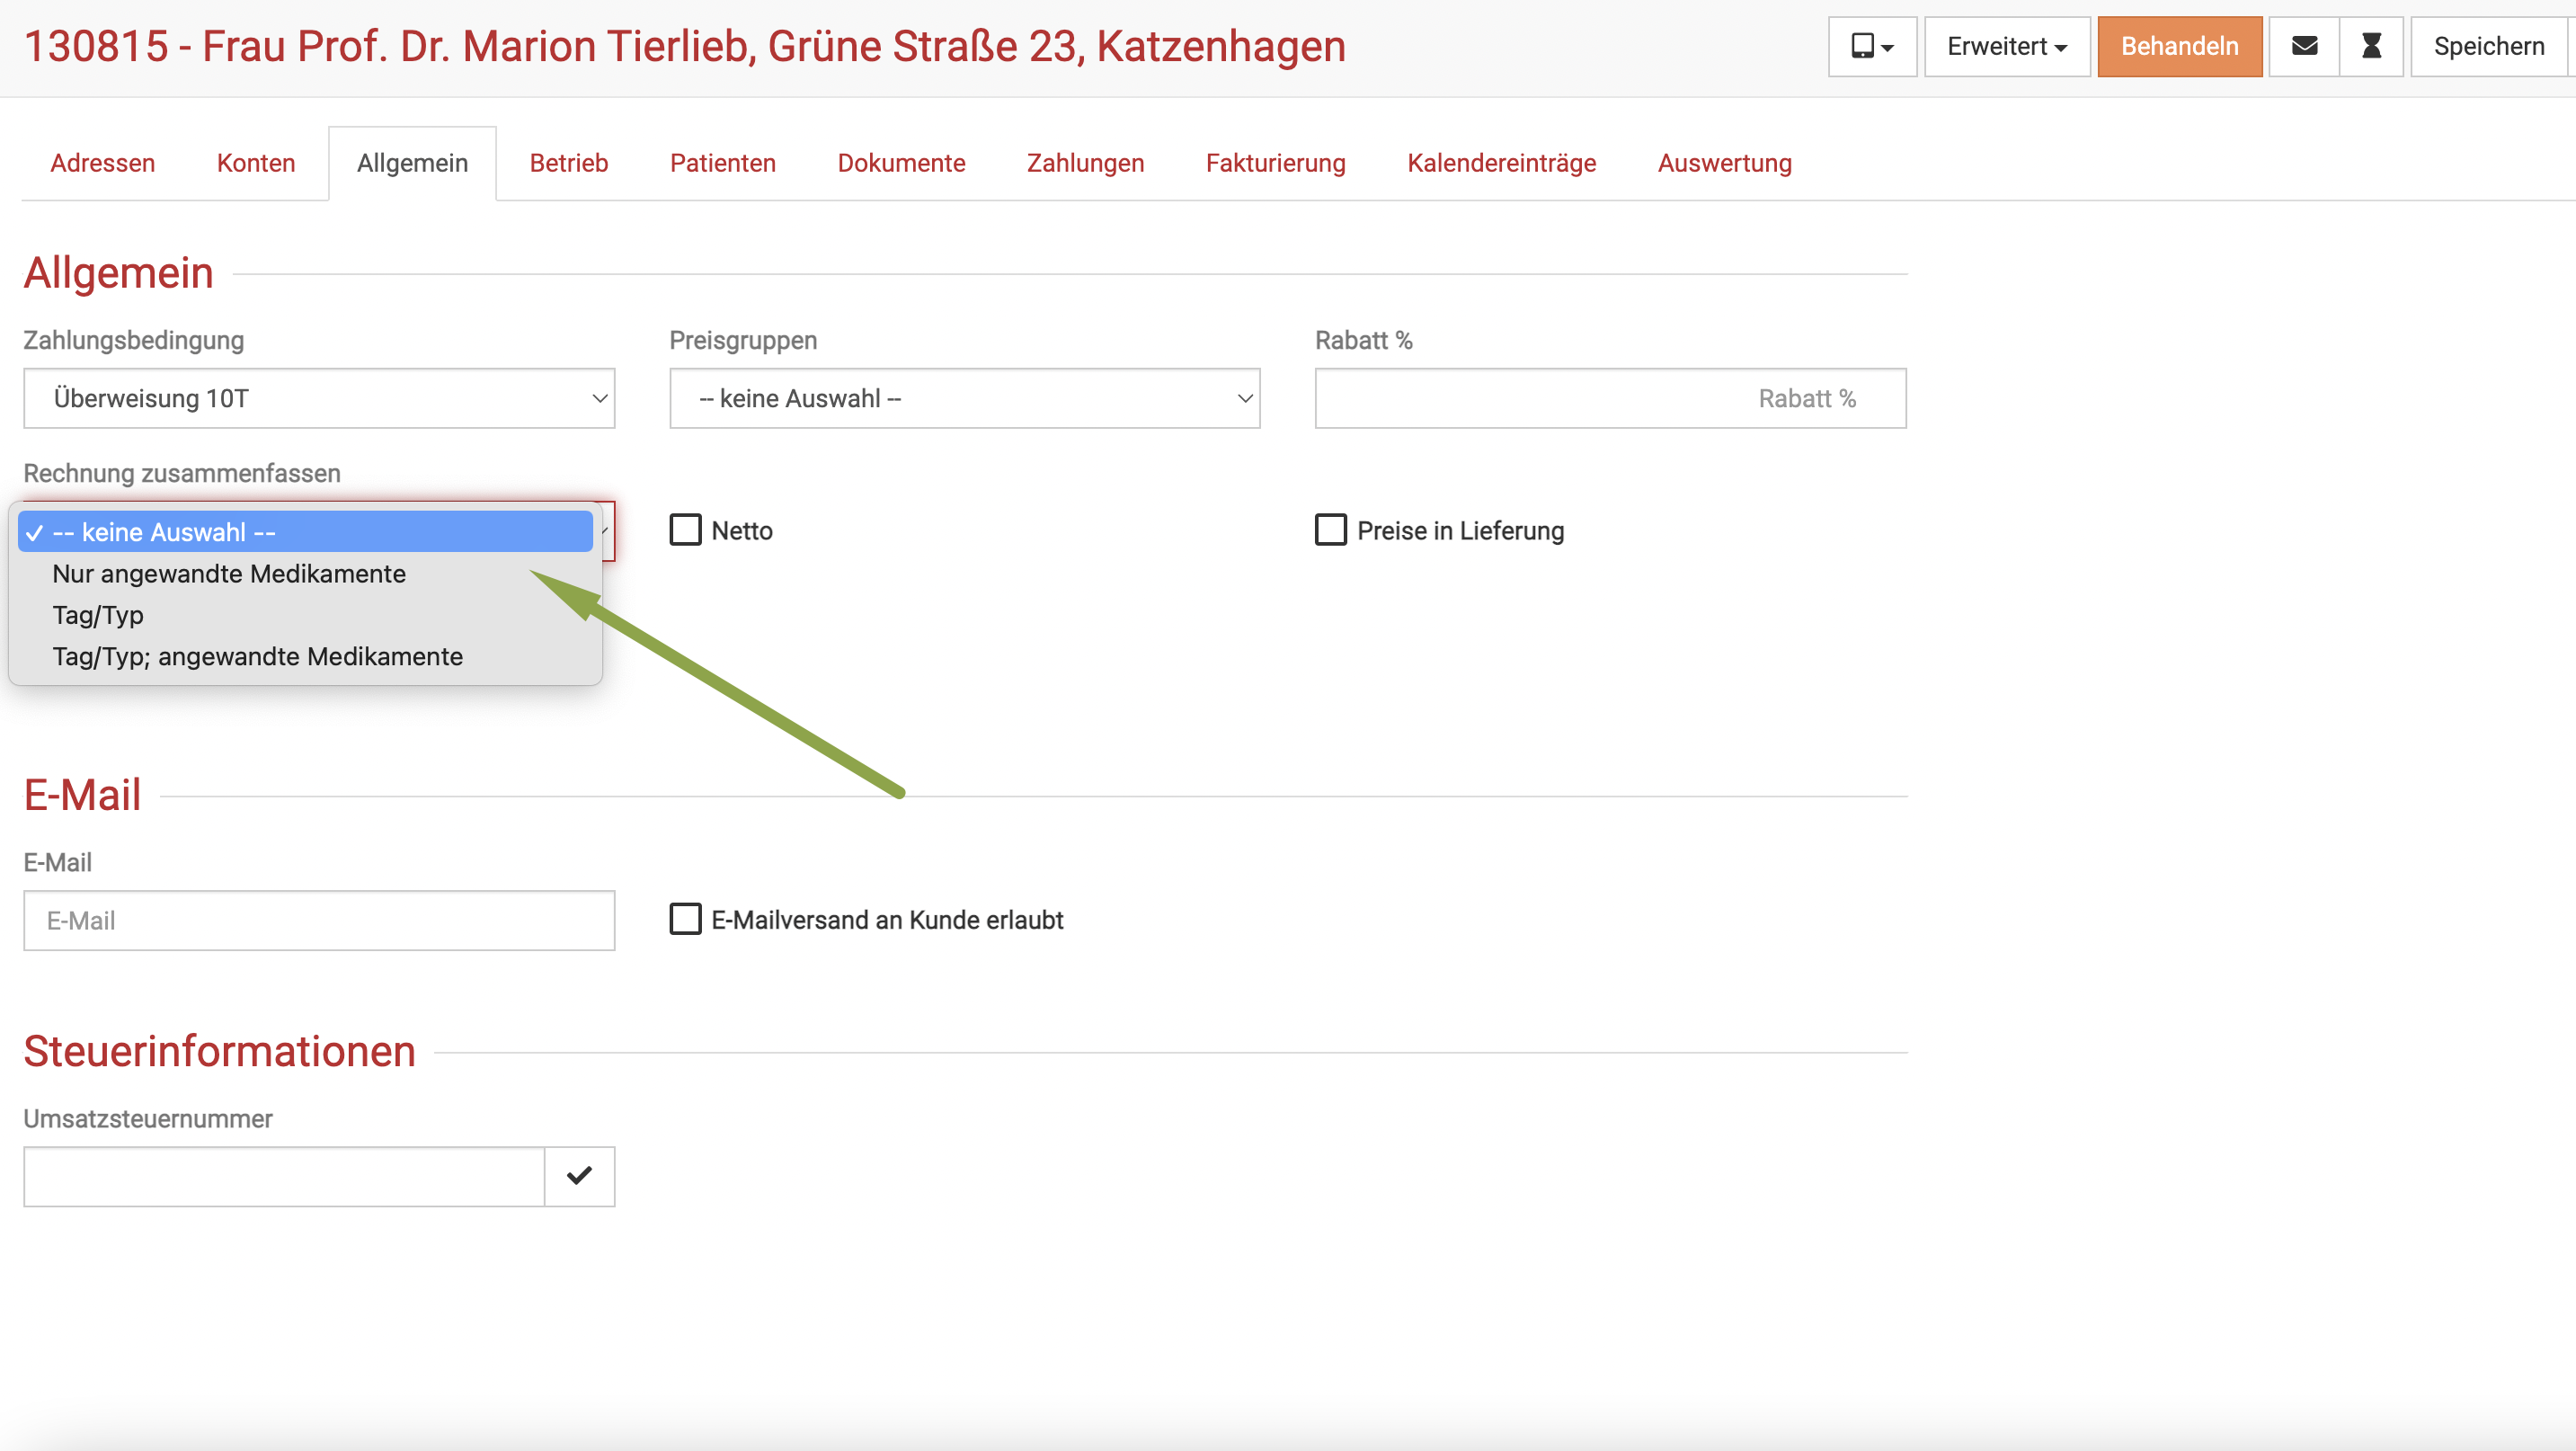 130815 - Frau Prof. Dr. Marion Tierlieb, Grüne Straße 23, Katzenhagen
Erweitert
Behandeln
Speichern
Adressen Konten Allgemein Betrieb Patienten Dokumente Zahlungen Fakturierung Kalendereinträge Auswertung
Allgemein
Zahlungsbedingung Preisgruppen Rabatt %
Überweisung 10T -- keine Auswahl -- Rabatt %
Rechnung zusammenfassen
-- keine Auswahl -- Netto Preise in Lieferung
Nur angewandte Medikamente
Tag/Typ
Tag/Typ; angewandte Medikamente
E-Mail
E-Mail
E-Mail E-Mailversand an Kunde erlaubt
Steuerinformationen
Umsatzsteuernummer